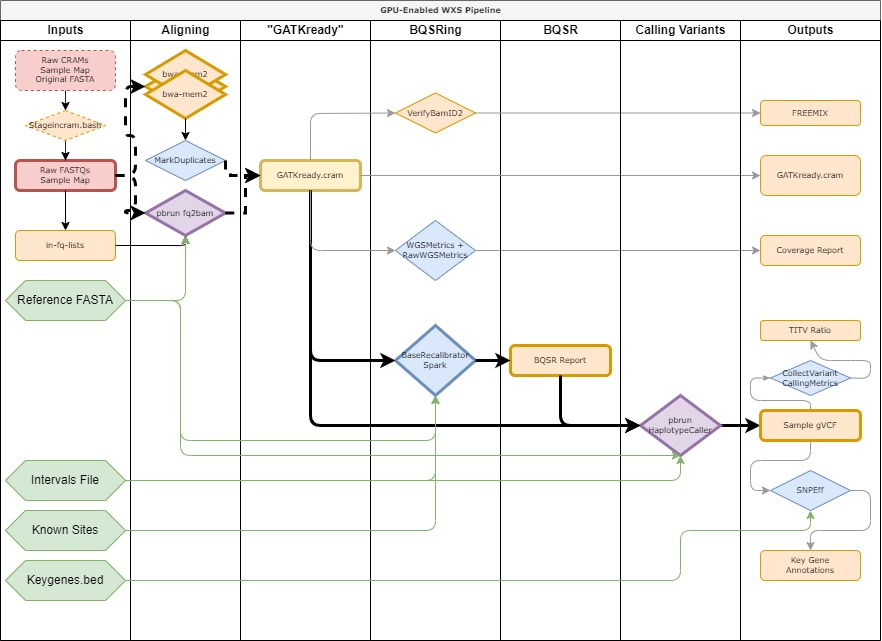 GPU-Enabled WXS Pipeline
Inputs
Aligning
"GATKready"
BQSRing
BQSR
Calling Variants
Outputs
Raw CRAMs
Sample Map
Original FASTA
Stageincram.bash
Raw FASTQs
Sample Map
in-fq-lists
Reference FASTA
Intervals File
Known Sites
Keygenes.bed
bwa-mem2
bwa-mem2
MarkDuplicates
pbrun fq2bam
GATKready.cram
VerifyBamID2
WGSMetrics +
RawWGSMetrics
BaseRecalibrator
Spark
BQSR Report
pbrun
HaplotypeCaller
FREEMIX
GATKready.cram
Coverage Report
TITV Ratio
CollectVariant
CallingMetrics
Sample gVCF
SNPEff
Key Gene
Annotations